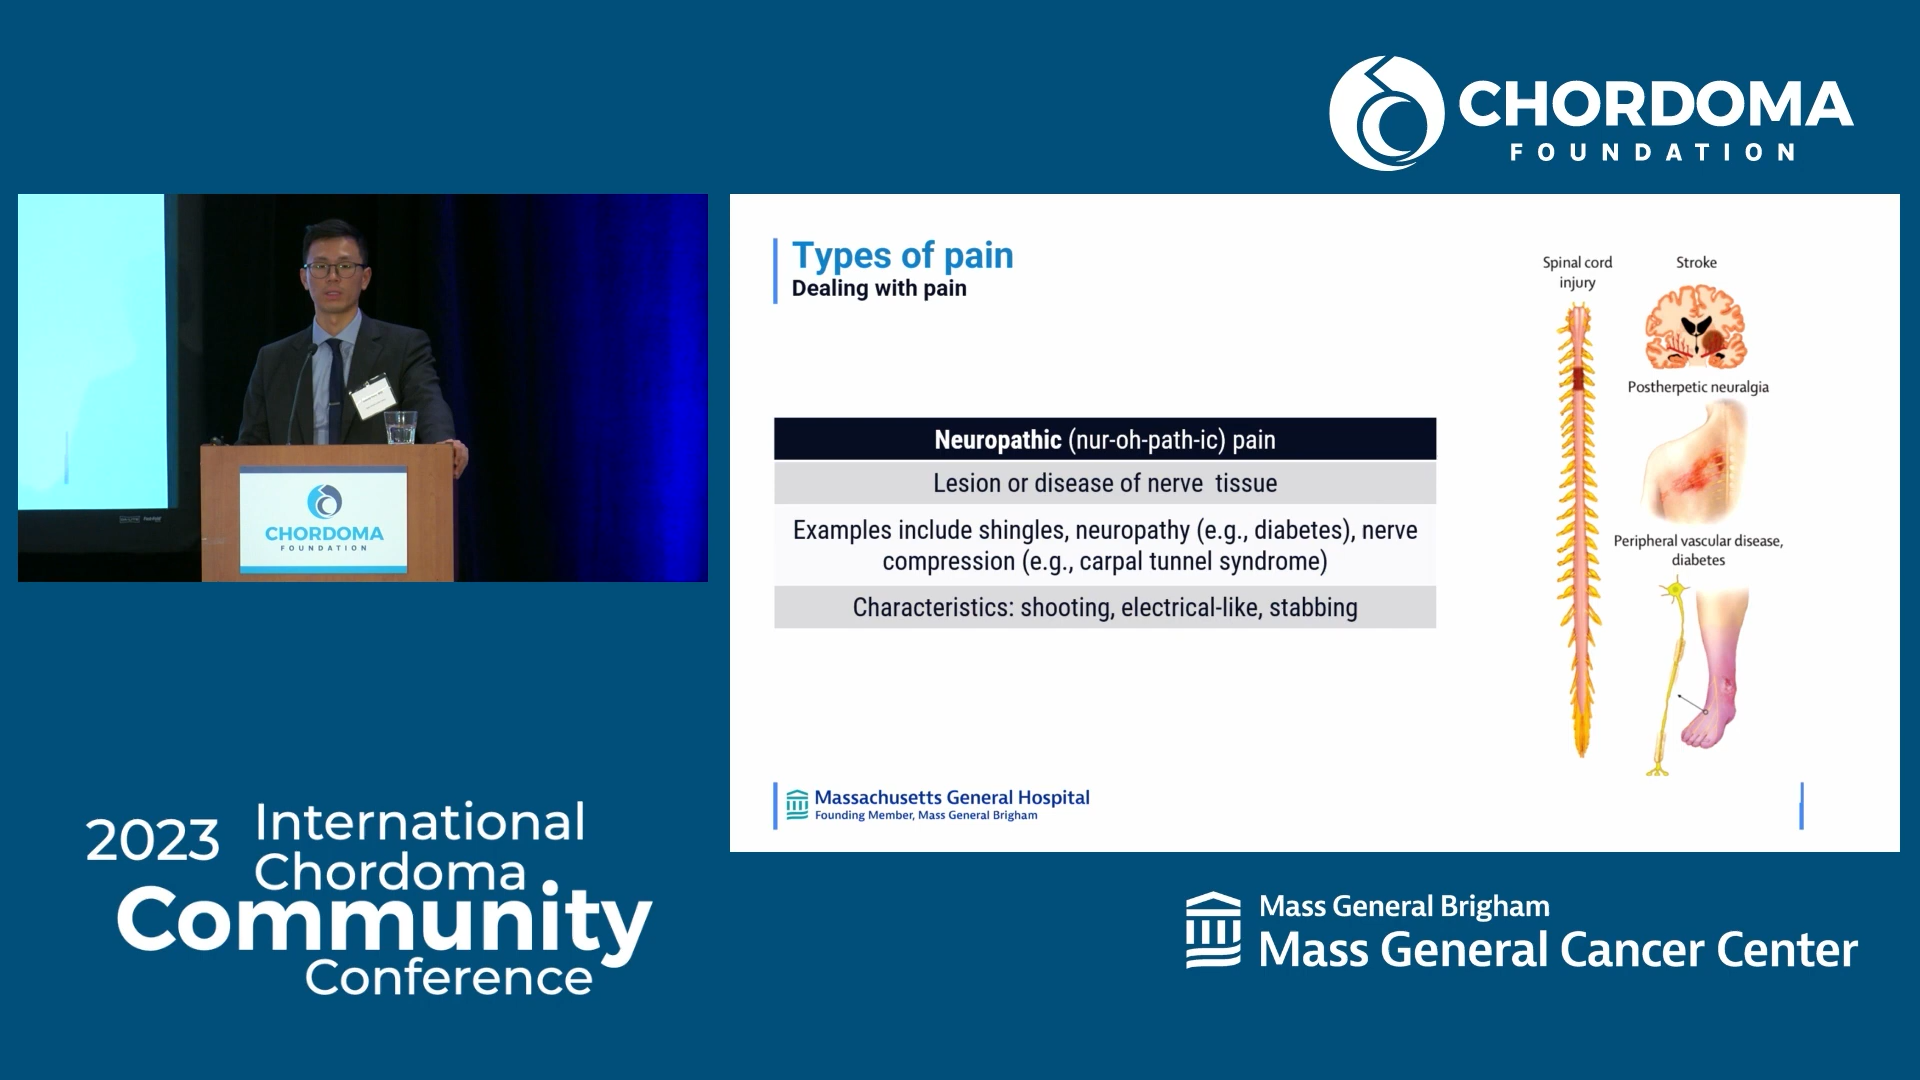 CHORDOMA
FOUNDATION
Types of pain
Dealing with pain
Neuropathic (nur-oh-path-ic) pain
Lesion or disease of nerve tissue
Examples include shingles, neuropathy (e.g., diabetes), nerve
compression (e.g., carpal tunnel syndrome)
Characteristics: shooting, electrical-like, stabbing
Spinal cord
injury
Stroke
Postherpetic neuralgia
Peripheral vascular disease,
diabetes
Massachusetts General Hospital
Founding Member, Mass General Brigham
CHORDOMA
FOUNDATION
2023 International
Chordoma
Community
Conference
Mass General Brigham
Mass General Cancer Center